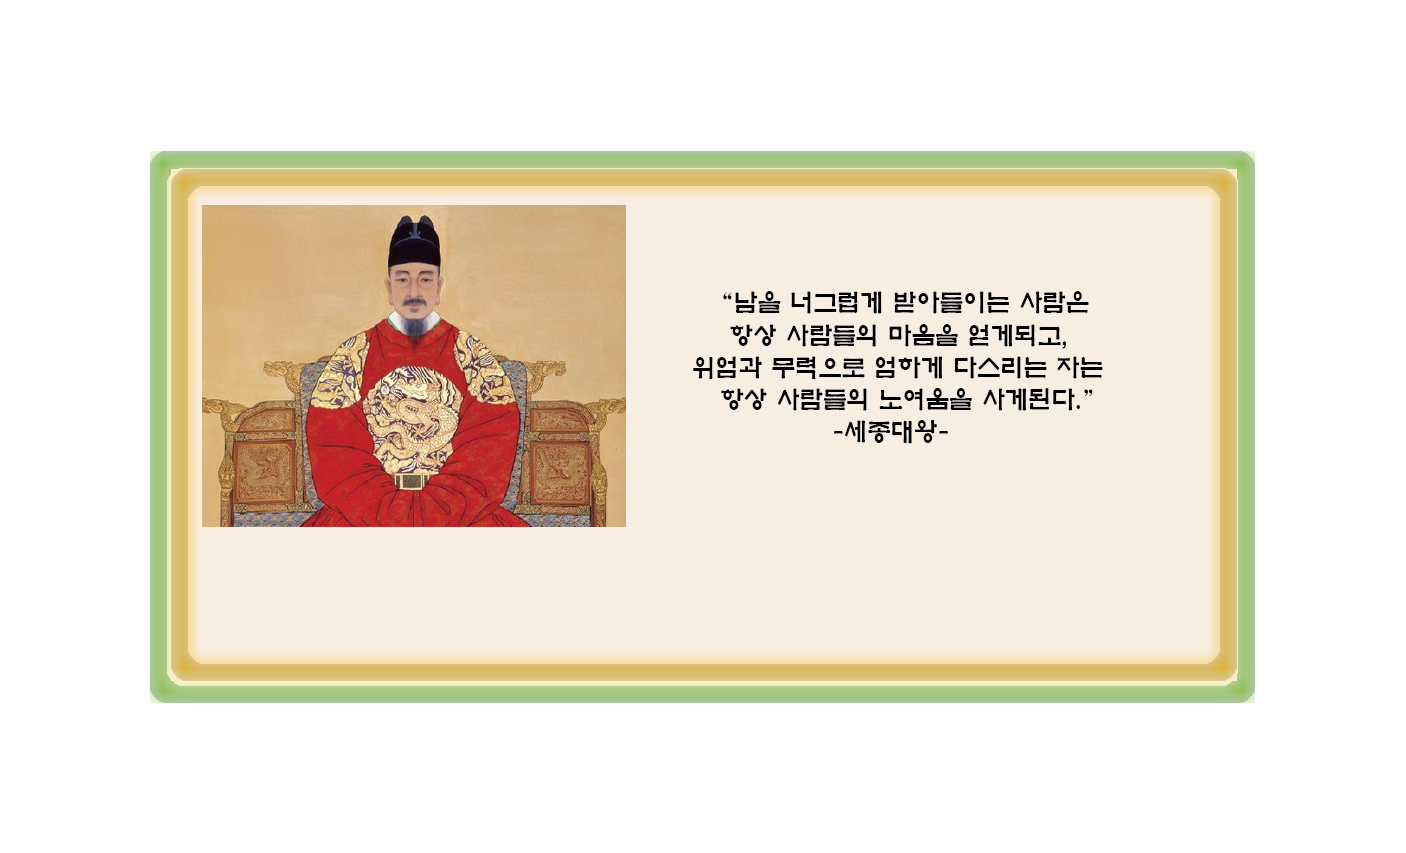 “남을 너그럽게 받아들이는 사람은
항상 사람들의 마음을 얻게되고,
위엄과 무력으로 엄하게 다스리는 자는
항상 사람들의 노여움을 사게된다.”
-세종대왕-